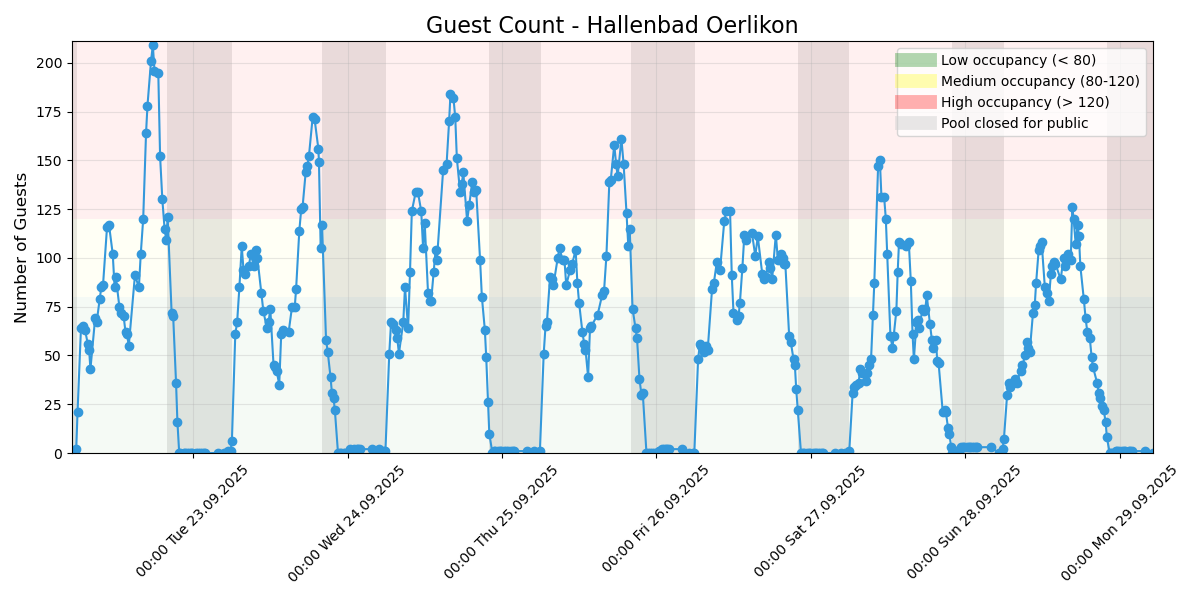 Guest Count - Hallenbad Oerlikon
Number of Guests
200
175
150
125
100
75
50
25
0
Low occupancy (< 80)
Medium occupancy (80-120)
High occupancy (> 120)
Pool closed for public
00:00 Tue 23.09.2025
00:00 Wed 24.09.2025
00:00 Thu 25.09.2025
00:00 Fri 26.09.2025
00:00 Sat 27.09.2025
00:00 Sun 28.09.2025
00:00 Mon 29.09.2025